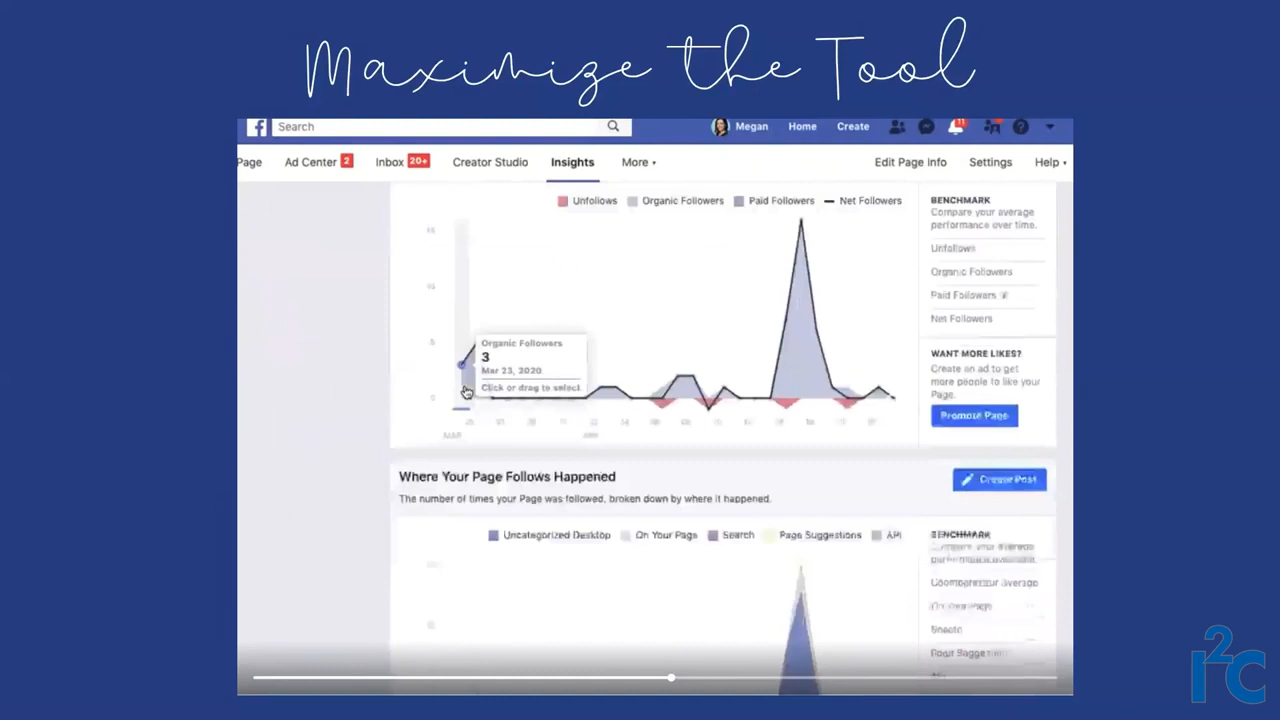 Maximize the Tool
Search
Megan Home Create 11 ?
Page Ad Center 2 Inbox 20+ Creator Studio Insights More Edit Page Info Settings Help
Unfollows Organic Followers Paid Followers Net Followers
BENCHMARK
Compare your average
performance over time.
Unfollows
Organic Followers
Paid Followers
Net Followers
Organic Followers
3
Mar 23, 2020
Click or drag to select
WANT MORE LIKES?
Create an ad to get
more people to like your
Page.
Promote Page
MAR
Where Your Page Follows Happened
Create Post
The number of times your Page was followed, broken down by where it happened.
Uncategorized Desktop On Your Page Search Page Suggestions API
BENCHMARK
I2C